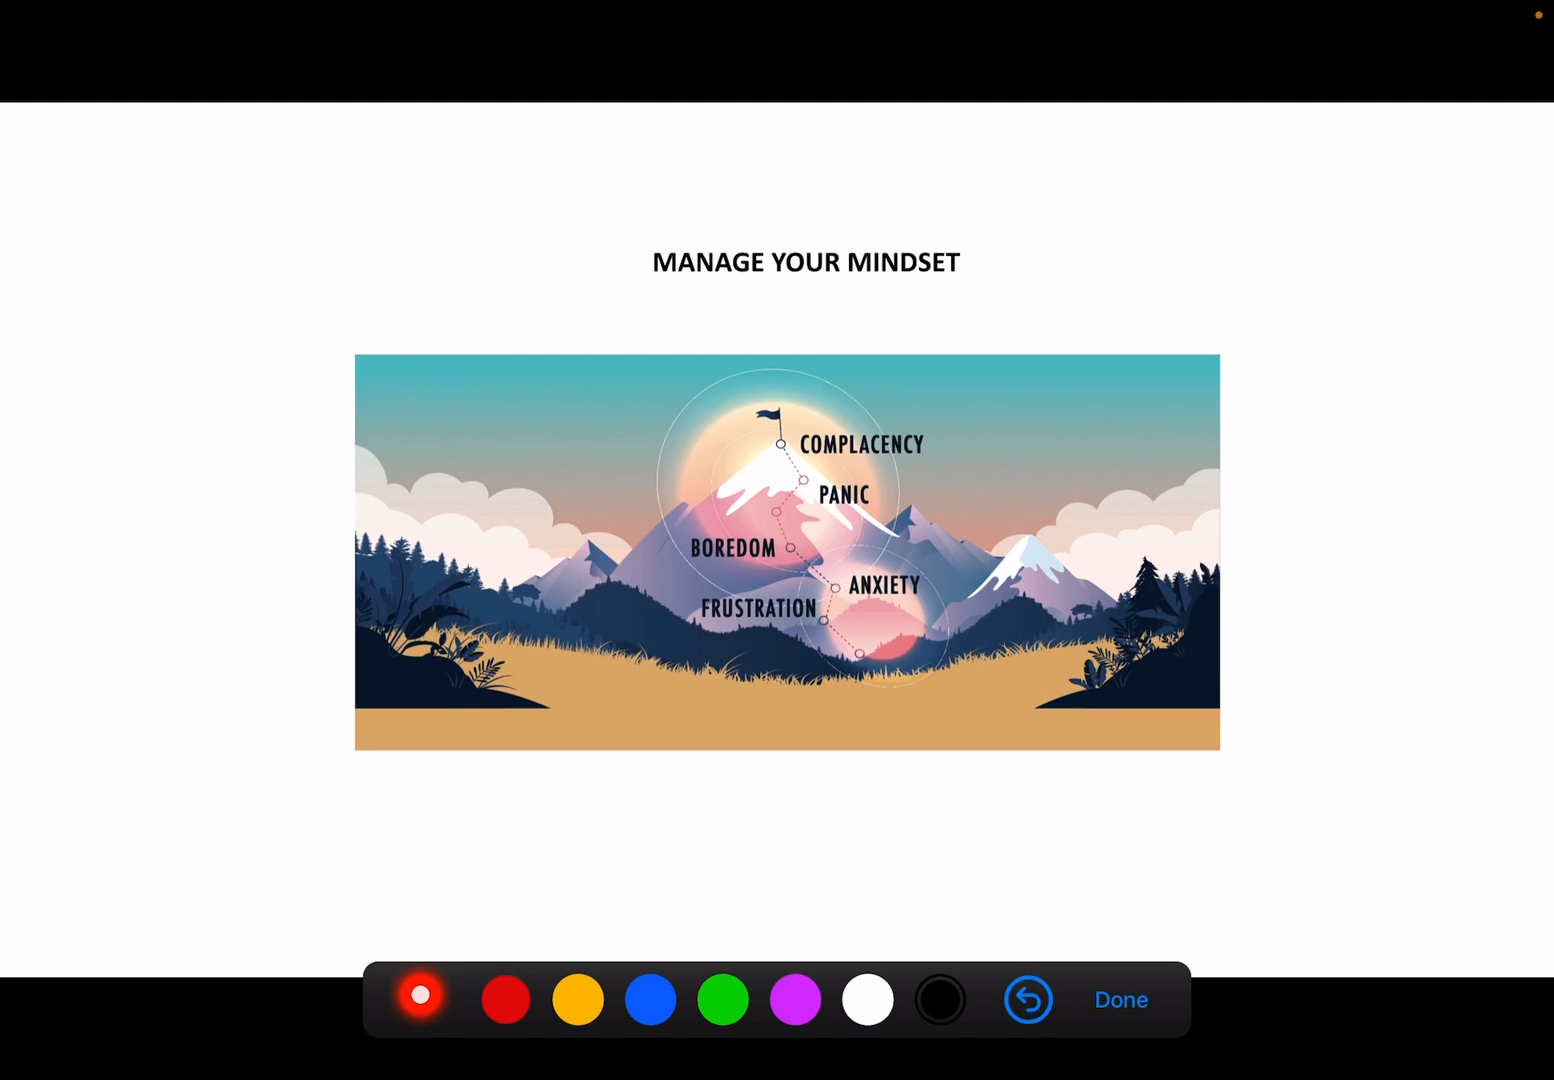 MANAGE YOUR MINDSET
COMPLACENCY
PANIC
BOREDOM
ANXIETY
FRUSTRATION
Done